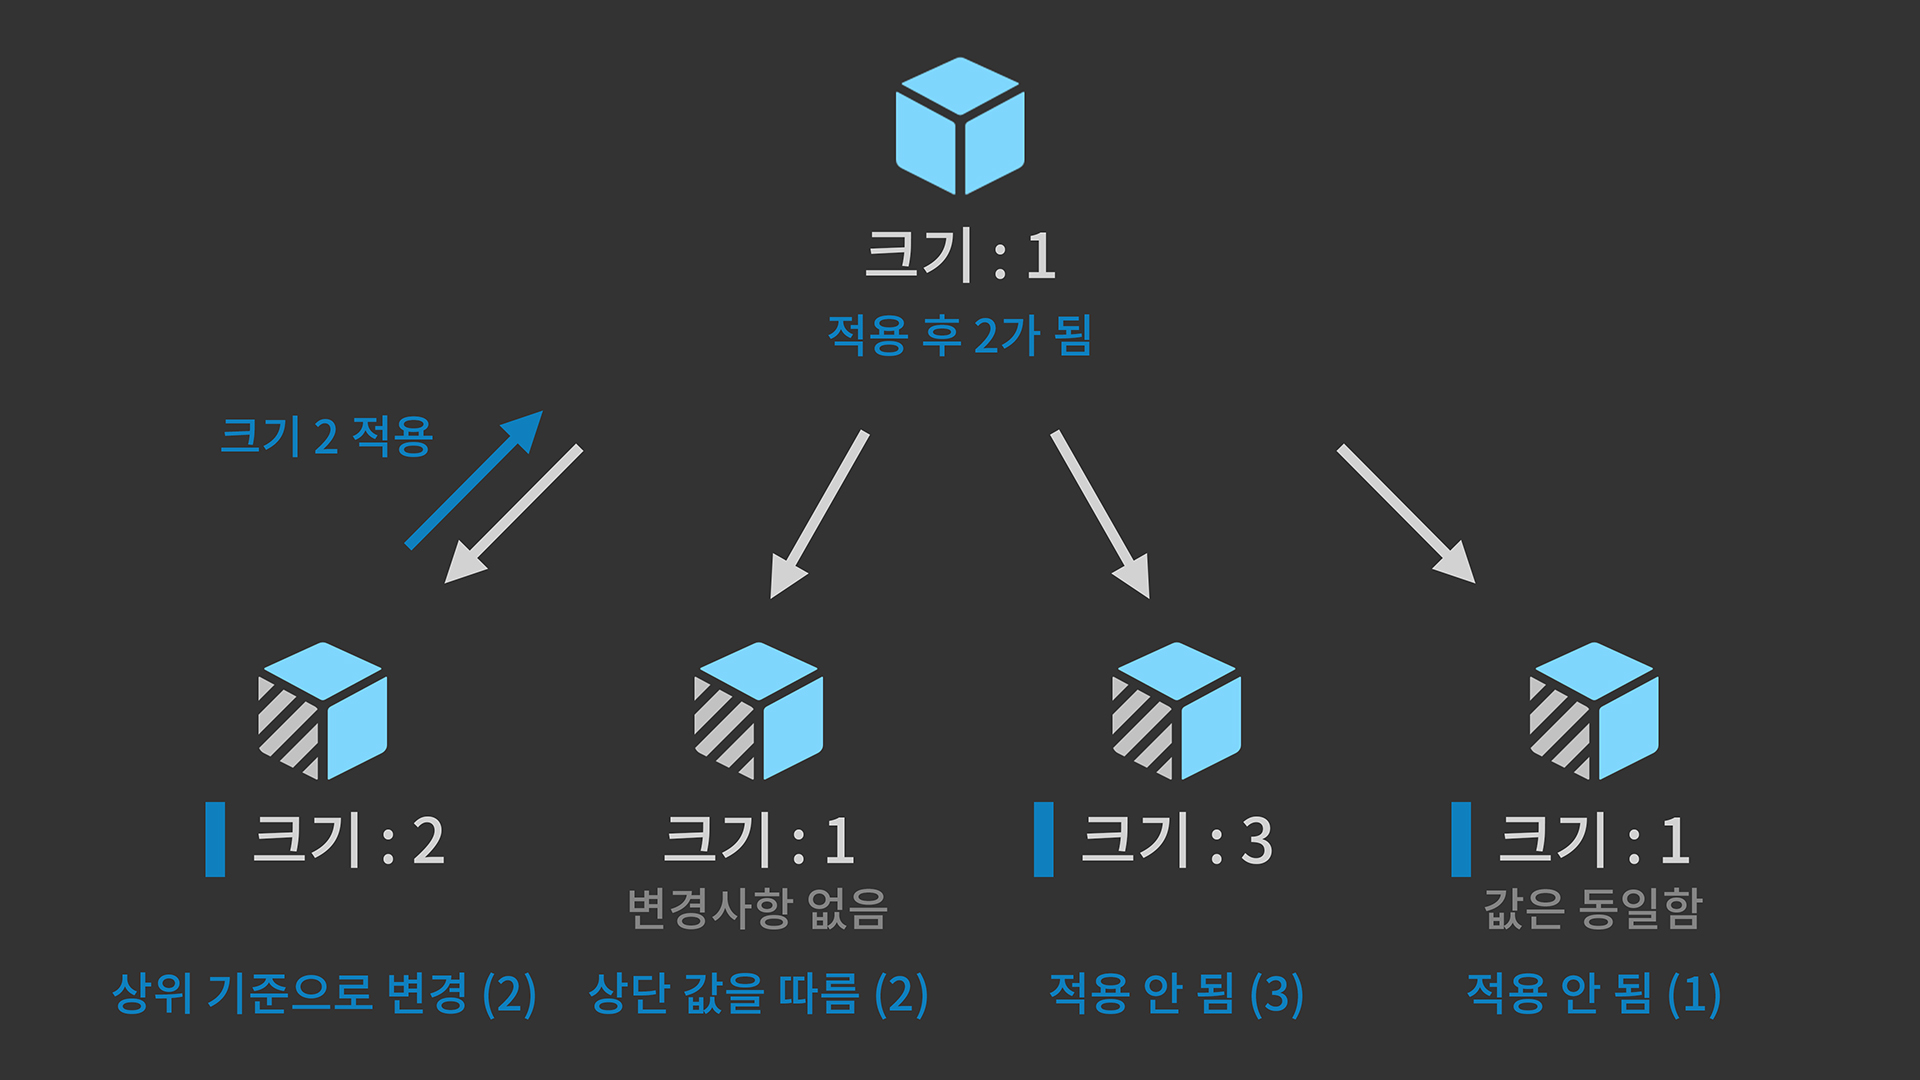 크기 : 1
적용 후 2가 됨
크기 2 적용
크기 : 2
크기 : 1
크기 : 3
크기 : 1
변경사항 없음
값은 동일함
상위 기준으로 변경 (2)
상단 값을 따름 (2)
적용 안 됨 (3)
적용 안 됨 (1)